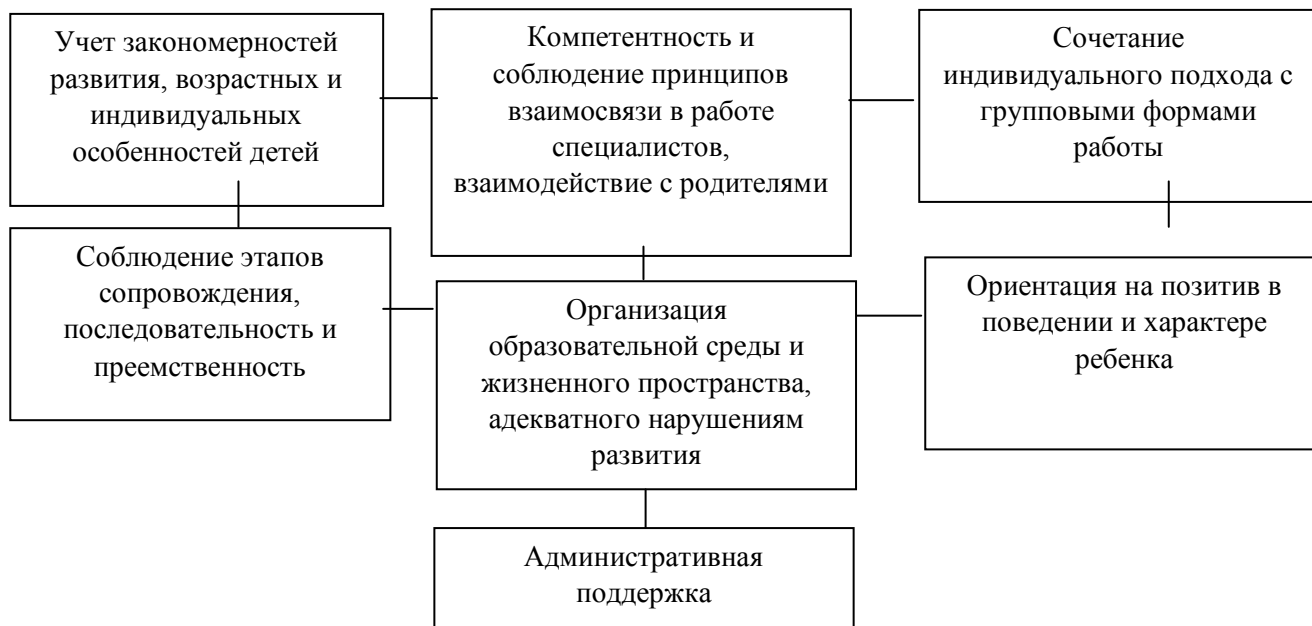 Учет закономерностей
развития, возрастных и
индивидуальных
особенностей детей
Компетентность и
соблюдение принципов
взаимосвязи в работе
специалистов,
взаимодействие с родителями
Сочетание
индивидуального подхода с
групповыми формами
работы
Соблюдение этапов
сопровождения,
последовательность и
преемственность
Организация
образовательной среды и
жизненного пространства,
адекватного нарушениям
развития
Ориентация на позитив в
поведении и характере
ребенка
Административная
поддержка